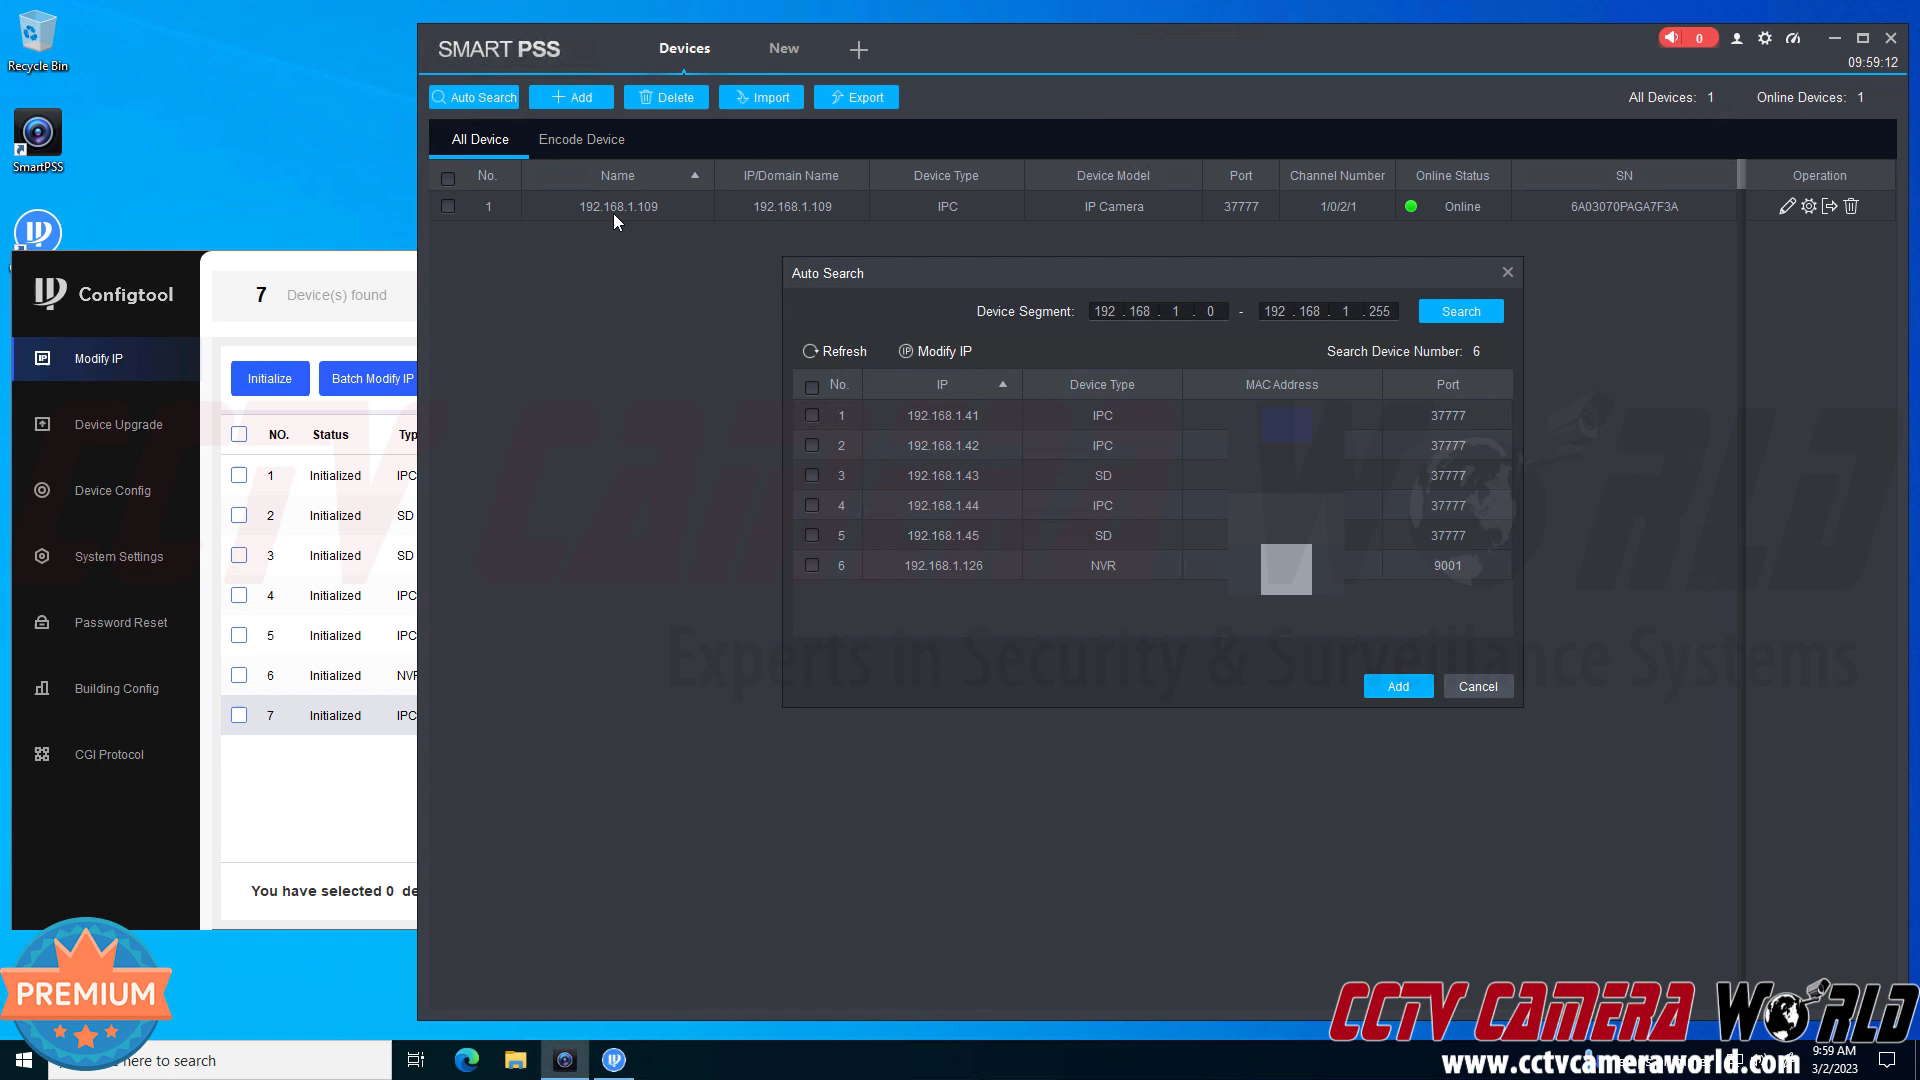 Recycle Bin
SmartPSS
SMART PSS
Devices New
0
09:59:12
Auto Search Add Delete Import Export All Devices: 1 Online Devices: 1
All Device Encode Device
No. Name IP/Domain Name Device Type Device Model Port Channel Number Online Status SN Operation
1 192.168.1.109 192.168.1.109 IPC IP Camera 37777 1/0/2/1 Online 6A03070PAGA7F3A
Auto Search
Device Segment: 192 . 168 . 1 . 0 - 192 . 168 . 1 . 255 Search
Refresh Modify IP Search Device Number: 6
No. IP Device Type MAC Address Port
1 192.168.1.41 IPC 37777
2 192.168.1.42 IPC 37777
3 192.168.1.43 SD 37777
4 192.168.1.44 IPC 37777
5 192.168.1.45 SD 37777
6 192.168.1.126 NVR 9001
Add Cancel
IP Configtool
7 Device(s) found
Modify IP
Device Upgrade
Device Config
System Settings
Password Reset
Building Config
CGI Protocol
Initialize Batch Modify IP
NO. Status Typ
1 Initialized IPC
2 Initialized SD
3 Initialized SD
4 Initialized IPC
5 Initialized IPC
6 Initialized NVR
7 Initialized IPC
You have selected 0 de
CCTV CAMERA WORLD
Experts in Security & Surveillance Systems
PREMIUM
here to search
CCTV CAMERA WORLD
www.cctvcameraworld.com
9:59 AM
3/2/2023